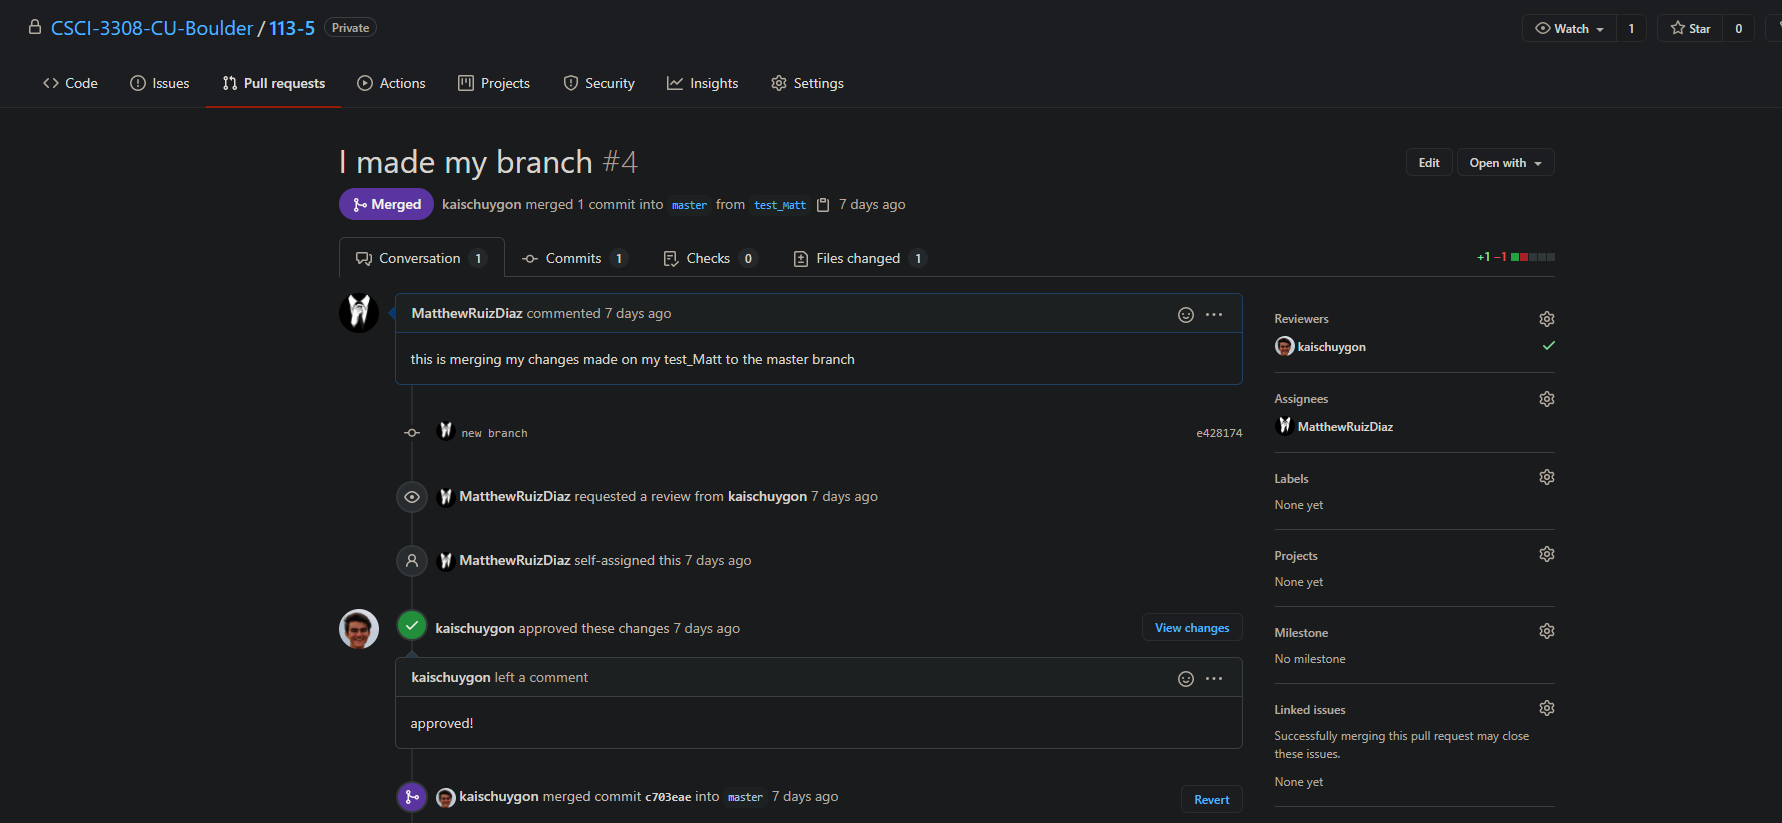 CSCI-3308-CU-Boulder / 113-5 Private
Watch 1 Star 0
Code Issues Pull requests Actions Projects Security Insights Settings
I made my branch #4
Edit Open with
Merged kaischuygon merged 1 commit into master from test_Matt 7 days ago
Conversation 1 Commits 1 Checks 0 Files changed 1
+1 −1
MatthewRuizDiaz commented 7 days ago
this is merging my changes made on my test_Matt to the master branch
new branch e428174
MatthewRuizDiaz requested a review from kaischuygon 7 days ago
MatthewRuizDiaz self-assigned this 7 days ago
kaischuygon approved these changes 7 days ago
View changes
kaischuygon left a comment
approved!
kaischuygon merged commit c703eae into master 7 days ago
Revert
Reviewers
kaischuygon
Assignees
MatthewRuizDiaz
Labels
None yet
Projects
None yet
Milestone
No milestone
Linked issues
Successfully merging this pull request may close
these issues.
None yet